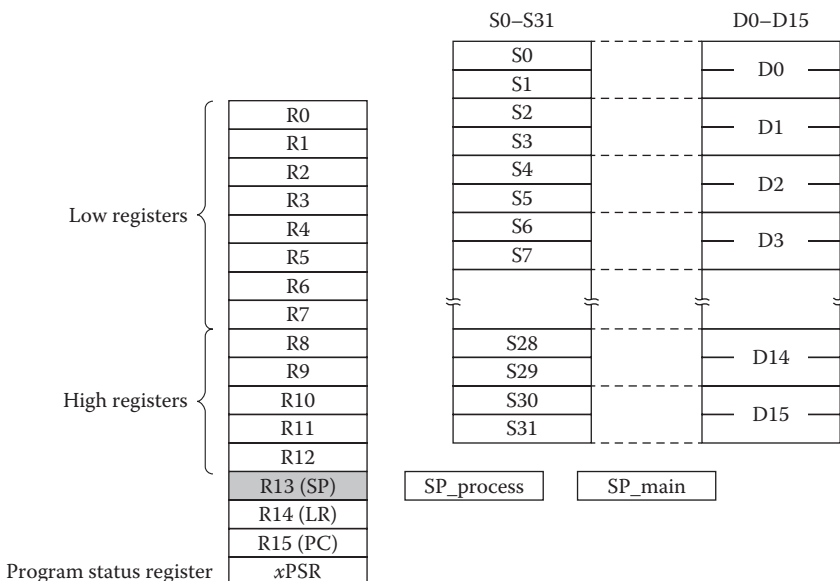 S0–S31 D0–D15
S0
S1
S2
S3
S4
S5
S6
S7
S28
S29
S30
S31
D0
D1
D2
D3
D14
D15
Low registers
R0
R1
R2
R3
R4
R5
R6
R7
High registers
R8
R9
R10
R11
R12
R13 (SP) SP_process SP_main
R14 (LR)
R15 (PC)
Program status register xPSR